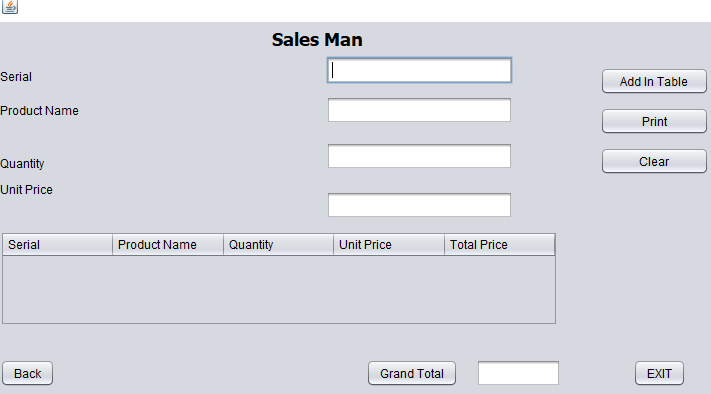 Sales Man
Serial
Add In Table
Product Name
Print
Quantity
Clear
Unit Price
Serial Product Name Quantity Unit Price Total Price
Back Grand Total EXIT